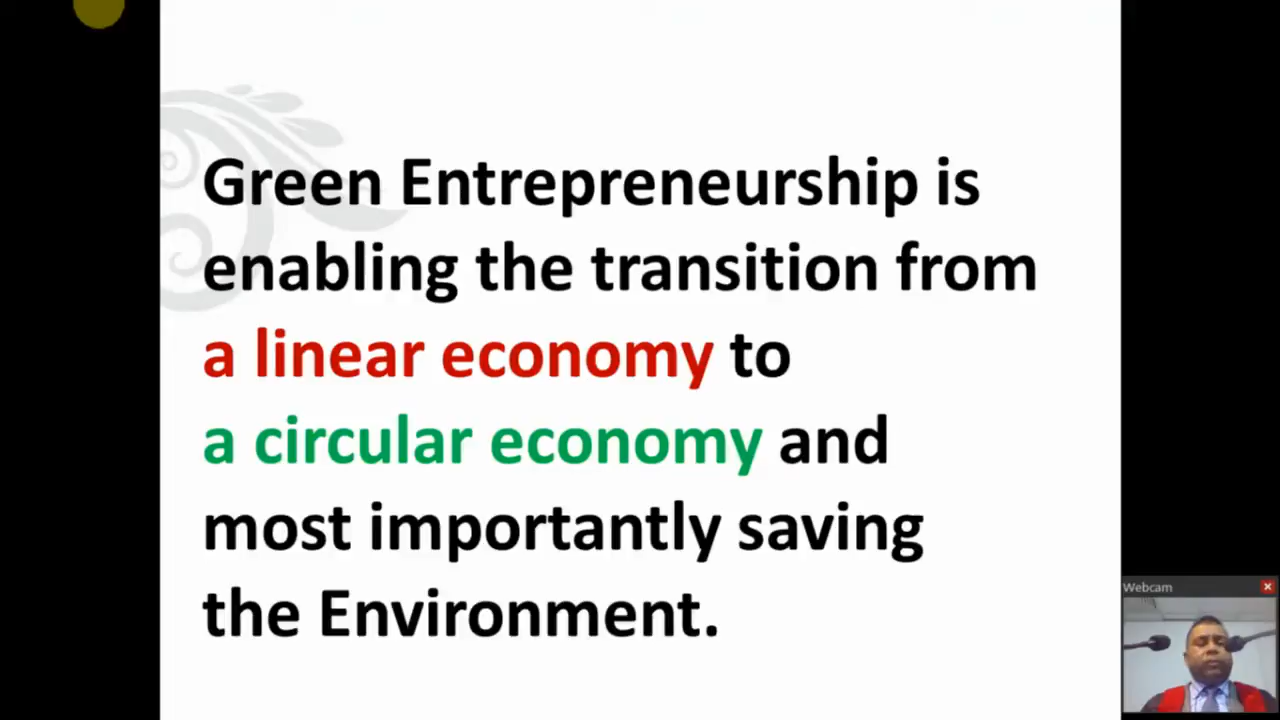 Green Entrepreneurship is
enabling the transition from
a linear economy to
a circular economy and
most importantly saving
the Environment.
Webcam